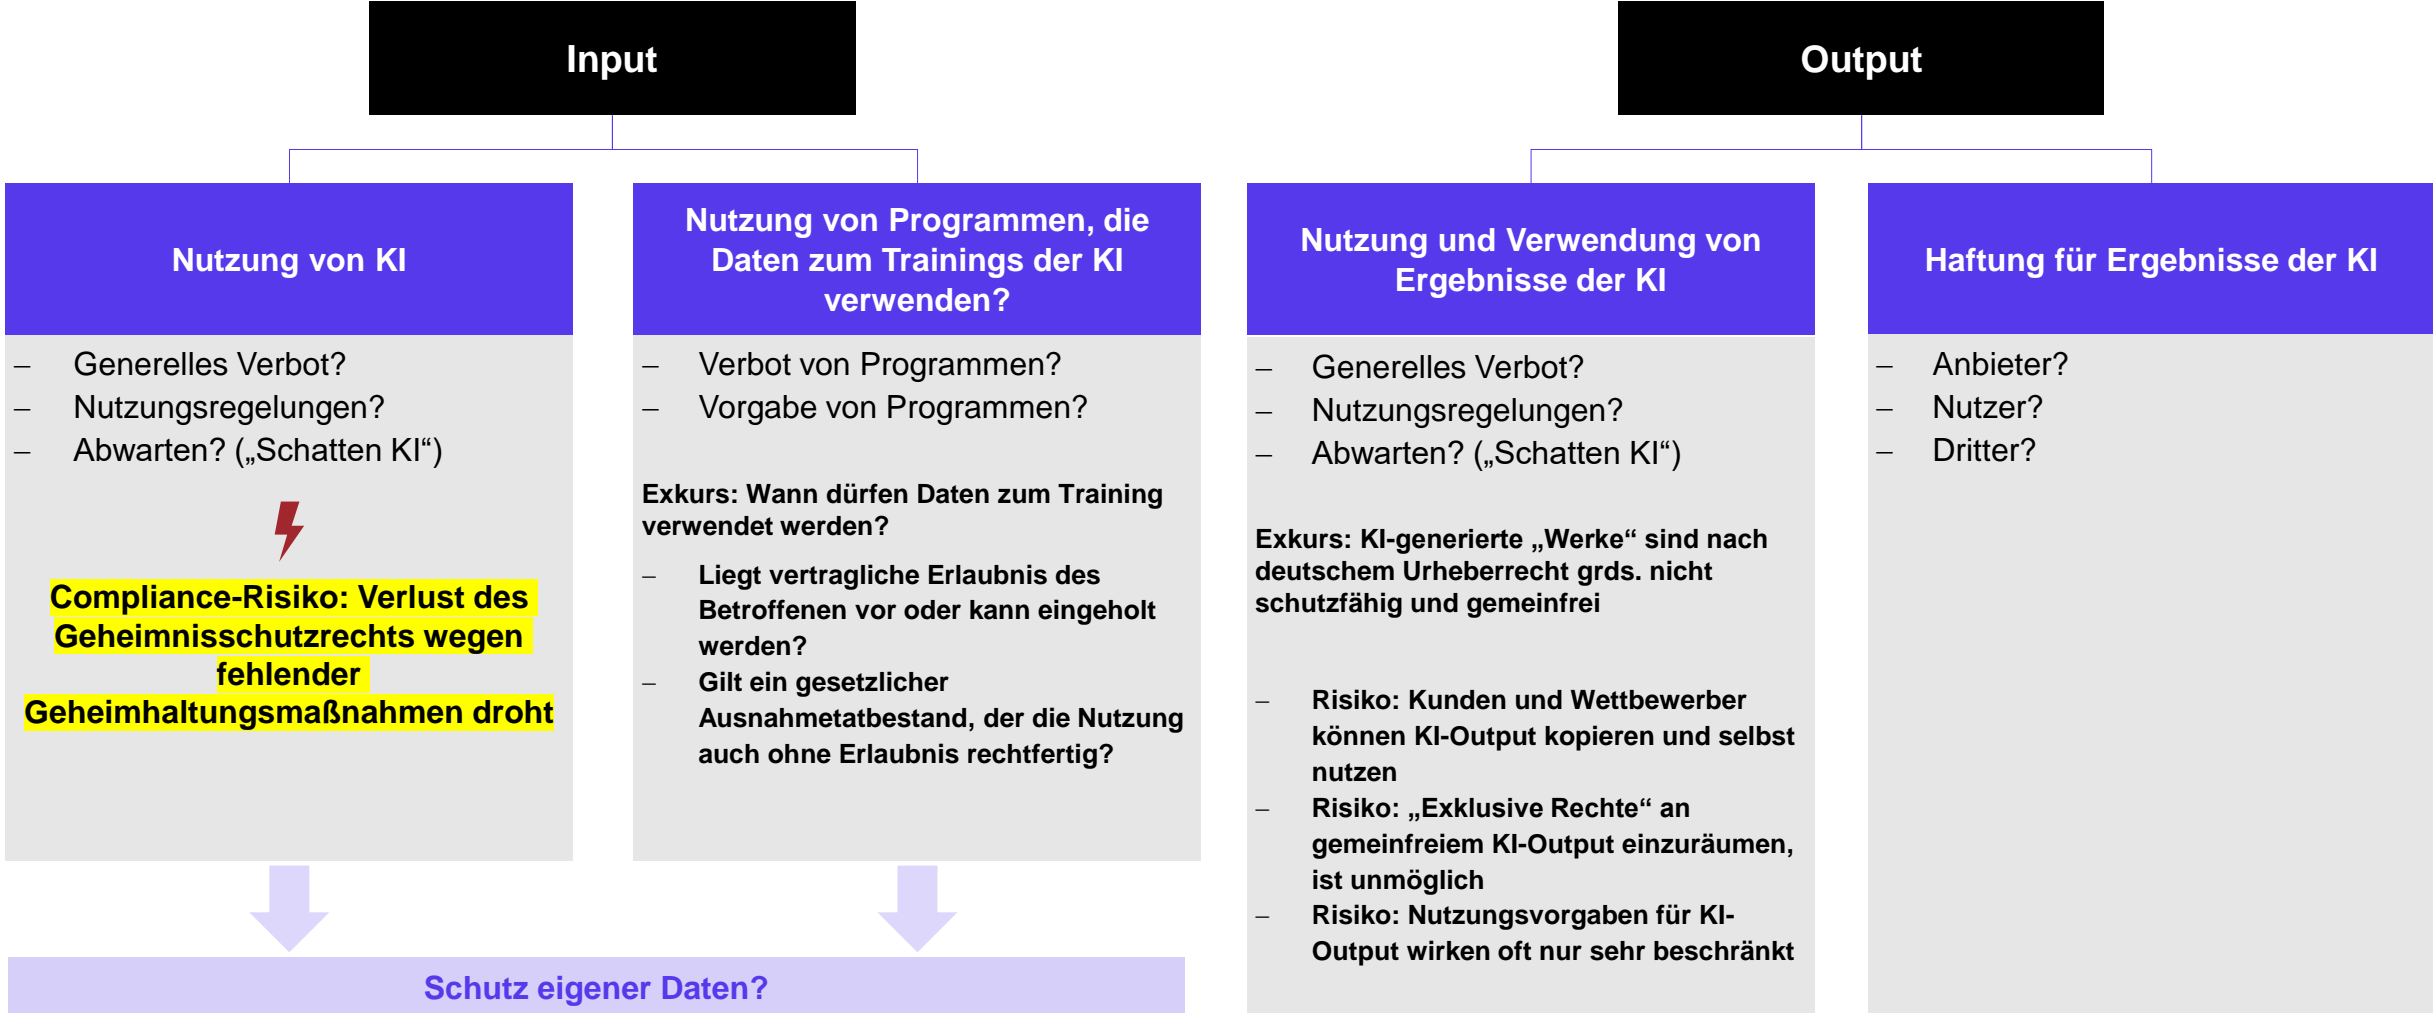 Input
Nutzung von KI
– Generelles Verbot?
– Nutzungsregelungen?
– Abwarten? („Schatten KI“)
Compliance-Risiko: Verlust des
Geheimnisschutzrechts wegen
fehlender
Geheimhaltungsmaßnahmen droht
Nutzung von Programmen, die
Daten zum Trainings der KI
verwenden?
– Verbot von Programmen?
– Vorgabe von Programmen?
Exkurs: Wann dürfen Daten zum Training
verwendet werden?
– Liegt vertragliche Erlaubnis des
Betroffenen vor oder kann eingeholt
werden?
– Gilt ein gesetzlicher
Ausnahmetatbestand, der die Nutzung
auch ohne Erlaubnis rechtfertig?
Schutz eigener Daten?
Output
Nutzung und Verwendung von
Ergebnisse der KI
– Generelles Verbot?
– Nutzungsregelungen?
– Abwarten? („Schatten KI“)
Exkurs: KI-generierte „Werke“ sind nach
deutschem Urheberrecht grds. nicht
schutzfähig und gemeinfrei
– Risiko: Kunden und Wettbewerber
können KI-Output kopieren und selbst
nutzen
– Risiko: „Exklusive Rechte“ an
gemeinfreiem KI-Output einzuräumen,
ist unmöglich
– Risiko: Nutzungsvorgaben für KI-
Output wirken oft nur sehr beschränkt
Haftung für Ergebnisse der KI
– Anbieter?
– Nutzer?
– Dritter?